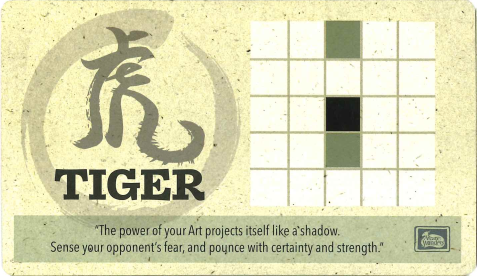 虎
TIGER
"The power of your Art projects itself like a shadow.
Sense your opponent's fear, and pounce with certainty and strength."